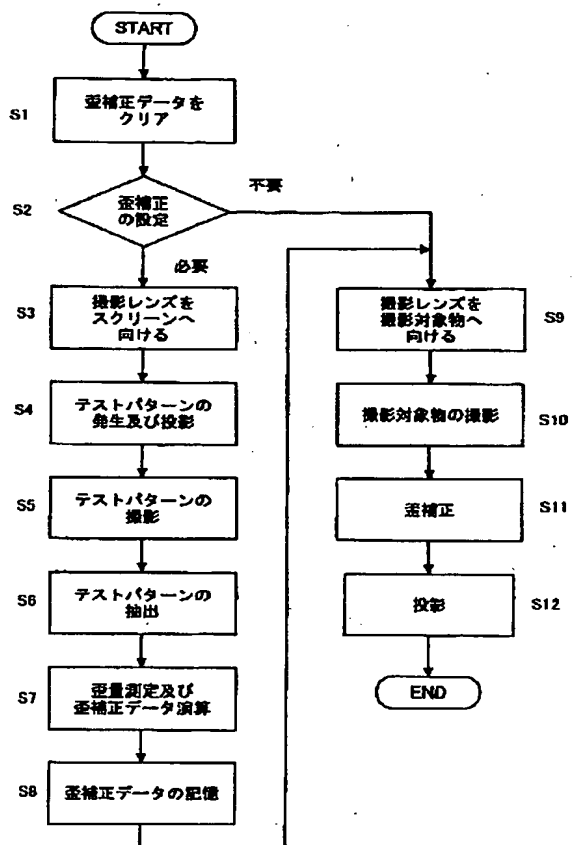 START
S1
歪補正データを
クリア
S2
歪補正
の設定
不要
必要
S3
撮影レンズを
スクリーンへ
向ける
S4
テストパターンの
発生及び投影
S5
テストパターンの
撮影
S6
テストパターンの
抽出
S7
歪量測定及び
歪補正データ演算
S8
歪補正データの記憶
撮影レンズを
撮影対象物へ
向ける
S9
撮影対象物の撮影
S10
歪補正
S11
投影
S12
END